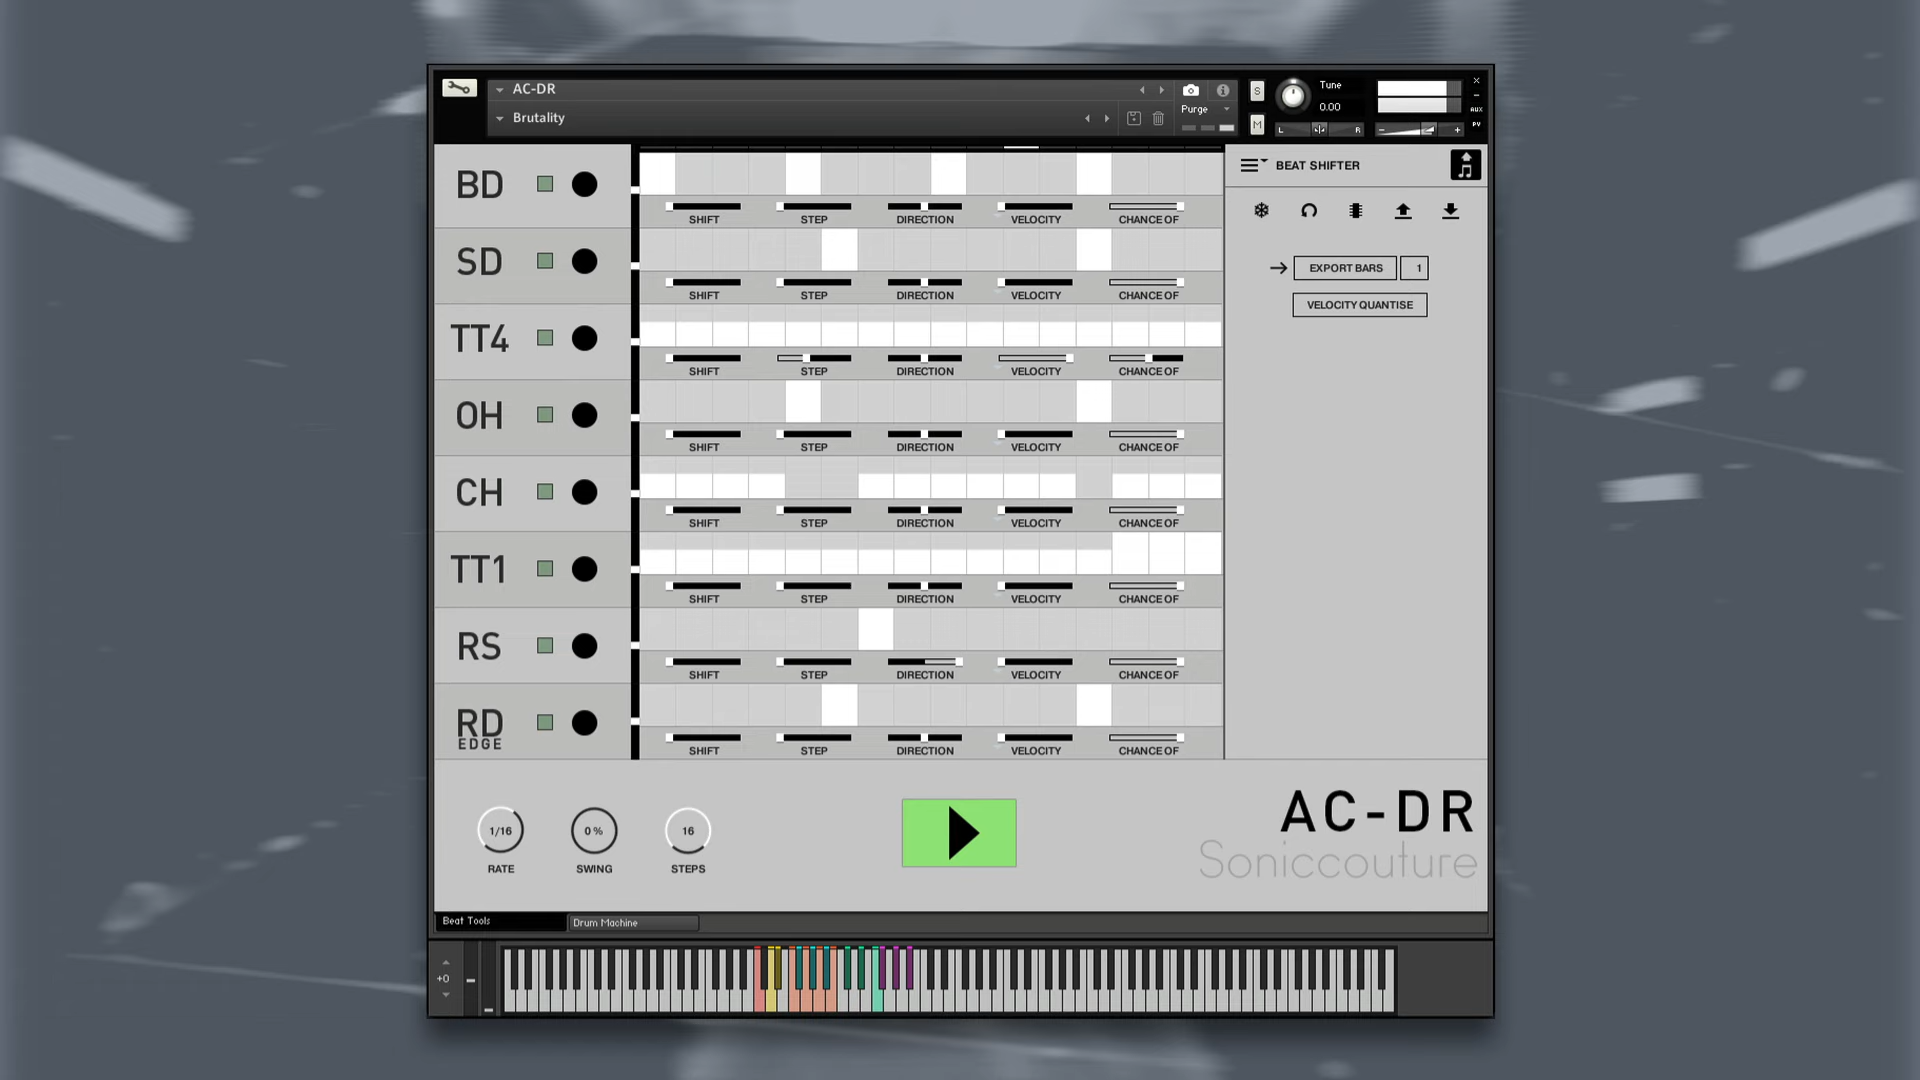 AC-DR
Brutality
Purge
S
M
Tune
0.00
L R
- +
×
-
AUX
PV
BD
SHIFT STEP DIRECTION VELOCITY CHANCE OF
SD
SHIFT STEP DIRECTION VELOCITY CHANCE OF
TT4
SHIFT STEP DIRECTION VELOCITY CHANCE OF
OH
SHIFT STEP DIRECTION VELOCITY CHANCE OF
CH
SHIFT STEP DIRECTION VELOCITY CHANCE OF
TT1
SHIFT STEP DIRECTION VELOCITY CHANCE OF
RS
SHIFT STEP DIRECTION VELOCITY CHANCE OF
RD
EDGE
SHIFT STEP DIRECTION VELOCITY CHANCE OF
BEAT SHIFTER
EXPORT BARS 1
VELOCITY QUANTISE
1/16 0 % 16
RATE SWING STEPS
AC-DR
Soniccouture
Beat Tools Drum Machine
+0